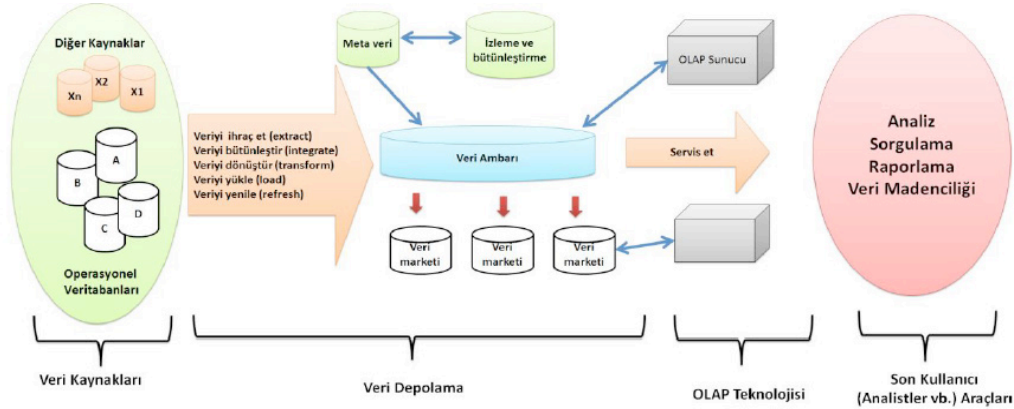 Diğer Kaynaklar
Xn
X2
X1
A
B
D
C
Operasyonel
Veritabanları
Veriyi ihraç et (extract)
Veriyi bütünleştir (integrate)
Veriyi dönüştür (transform)
Veriyi yükle (load)
Veriyi yenile (refresh)
Meta veri
İzleme ve
bütünleştirme
Veri Ambarı
Veri
marketi
Veri
marketi
Veri
marketi
OLAP Sunucu
Servis et
Analiz
Sorgulama
Raporlama
Veri Madenciliği
Veri Kaynakları
Veri Depolama
OLAP Teknolojisi
Son Kullanıcı
(Analistler vb.) Araçları